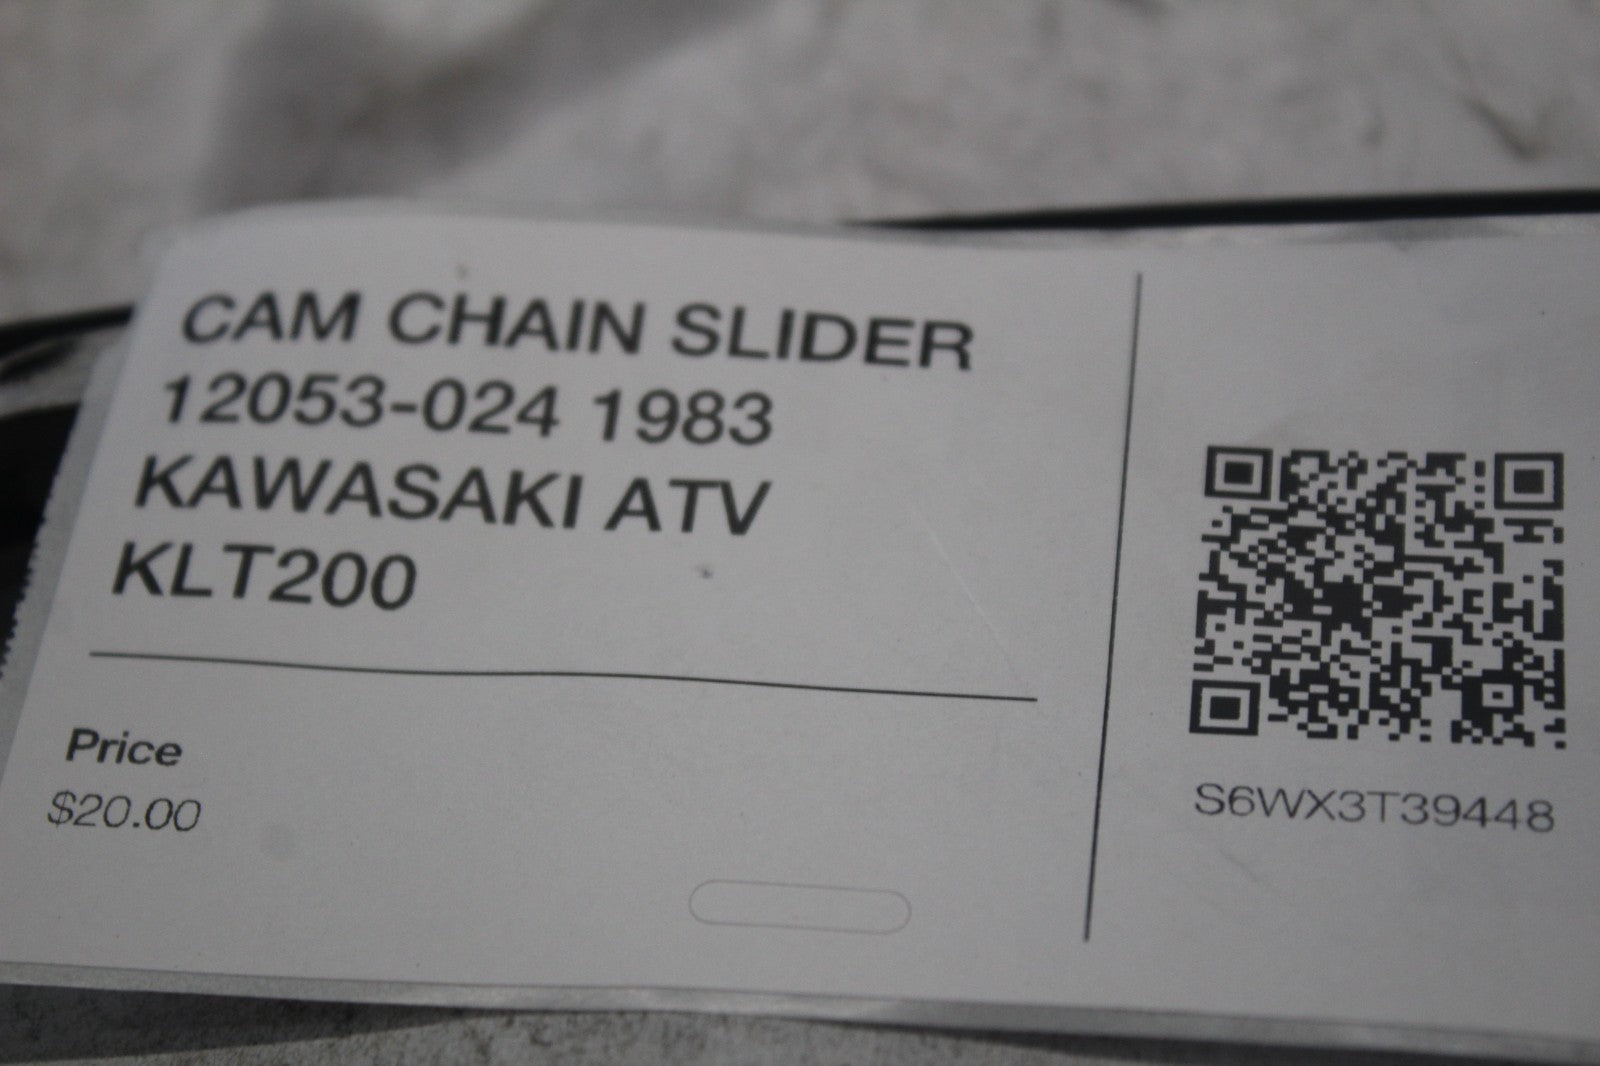 CAM CHAIN SLIDER
12053-024 1983
KAWASAKI ATV
KLT200
Price
$20.00
S6WX3T39448